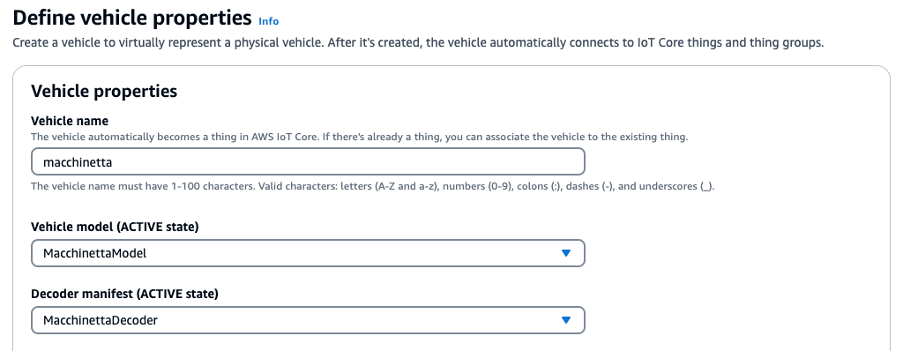 Define vehicle properties Info
Create a vehicle to virtually represent a physical vehicle. After it's created, the vehicle automatically connects to IoT Core things and thing groups.
Vehicle properties
Vehicle name
The vehicle automatically becomes a thing in AWS IoT Core. If there's already a thing, you can associate the vehicle to the existing thing.
macchinetta
The vehicle name must have 1-100 characters. Valid characters: letters (A-Z and a-z), numbers (0-9), colons (:), dashes (-), and underscores (_).
Vehicle model (ACTIVE state)
MacchinettaModel
Decoder manifest (ACTIVE state)
MacchinettaDecoder